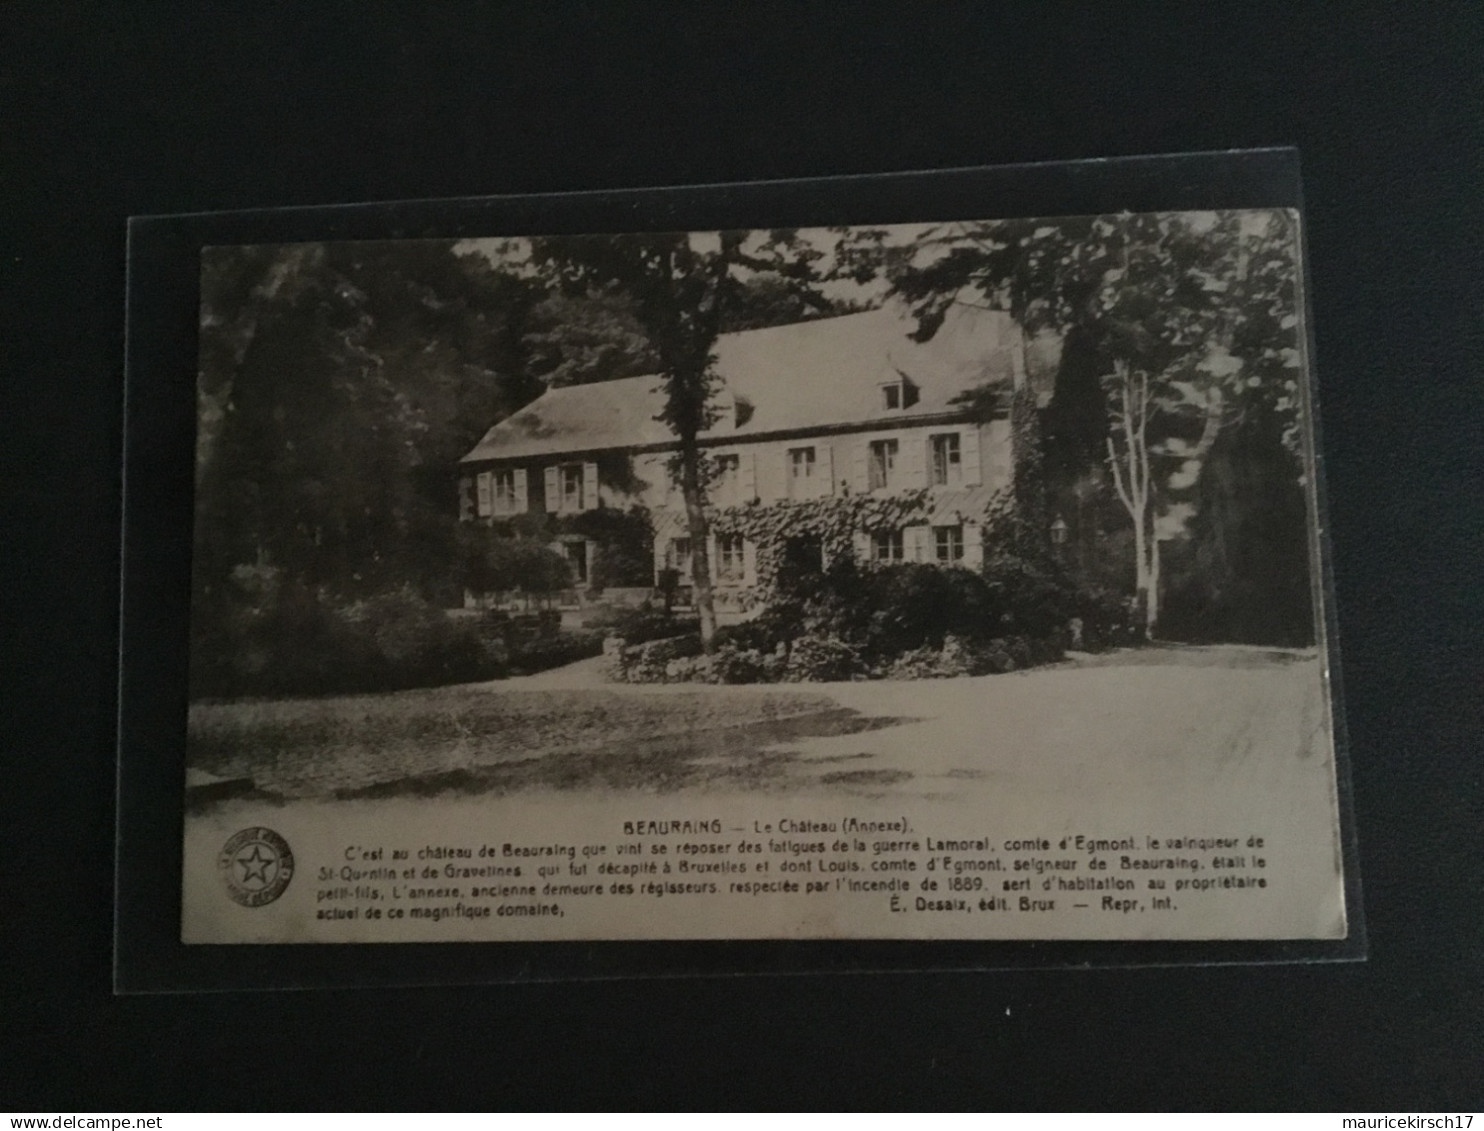 BEAURAING — Le Château (Annexe).
C'est au château de Beauraing que vint se reposer des fatigues de la guerre Lamoral, comte d'Egmont, le vainqueur de
St-Quentin et de Gravelines, qui fut décapité à Bruxelles et dont Louis, comte d'Egmont, seigneur de Beauraing, était le
petit-fils. L'annexe, ancienne demeure des régisseurs, respectée par l'incendie de 1889, sert d'habitation au propriétaire
actuel de ce magnifique domaine.
E. Desaix, édit. Brux — Repr. Int.
delcampe.net
mauricekirsch17